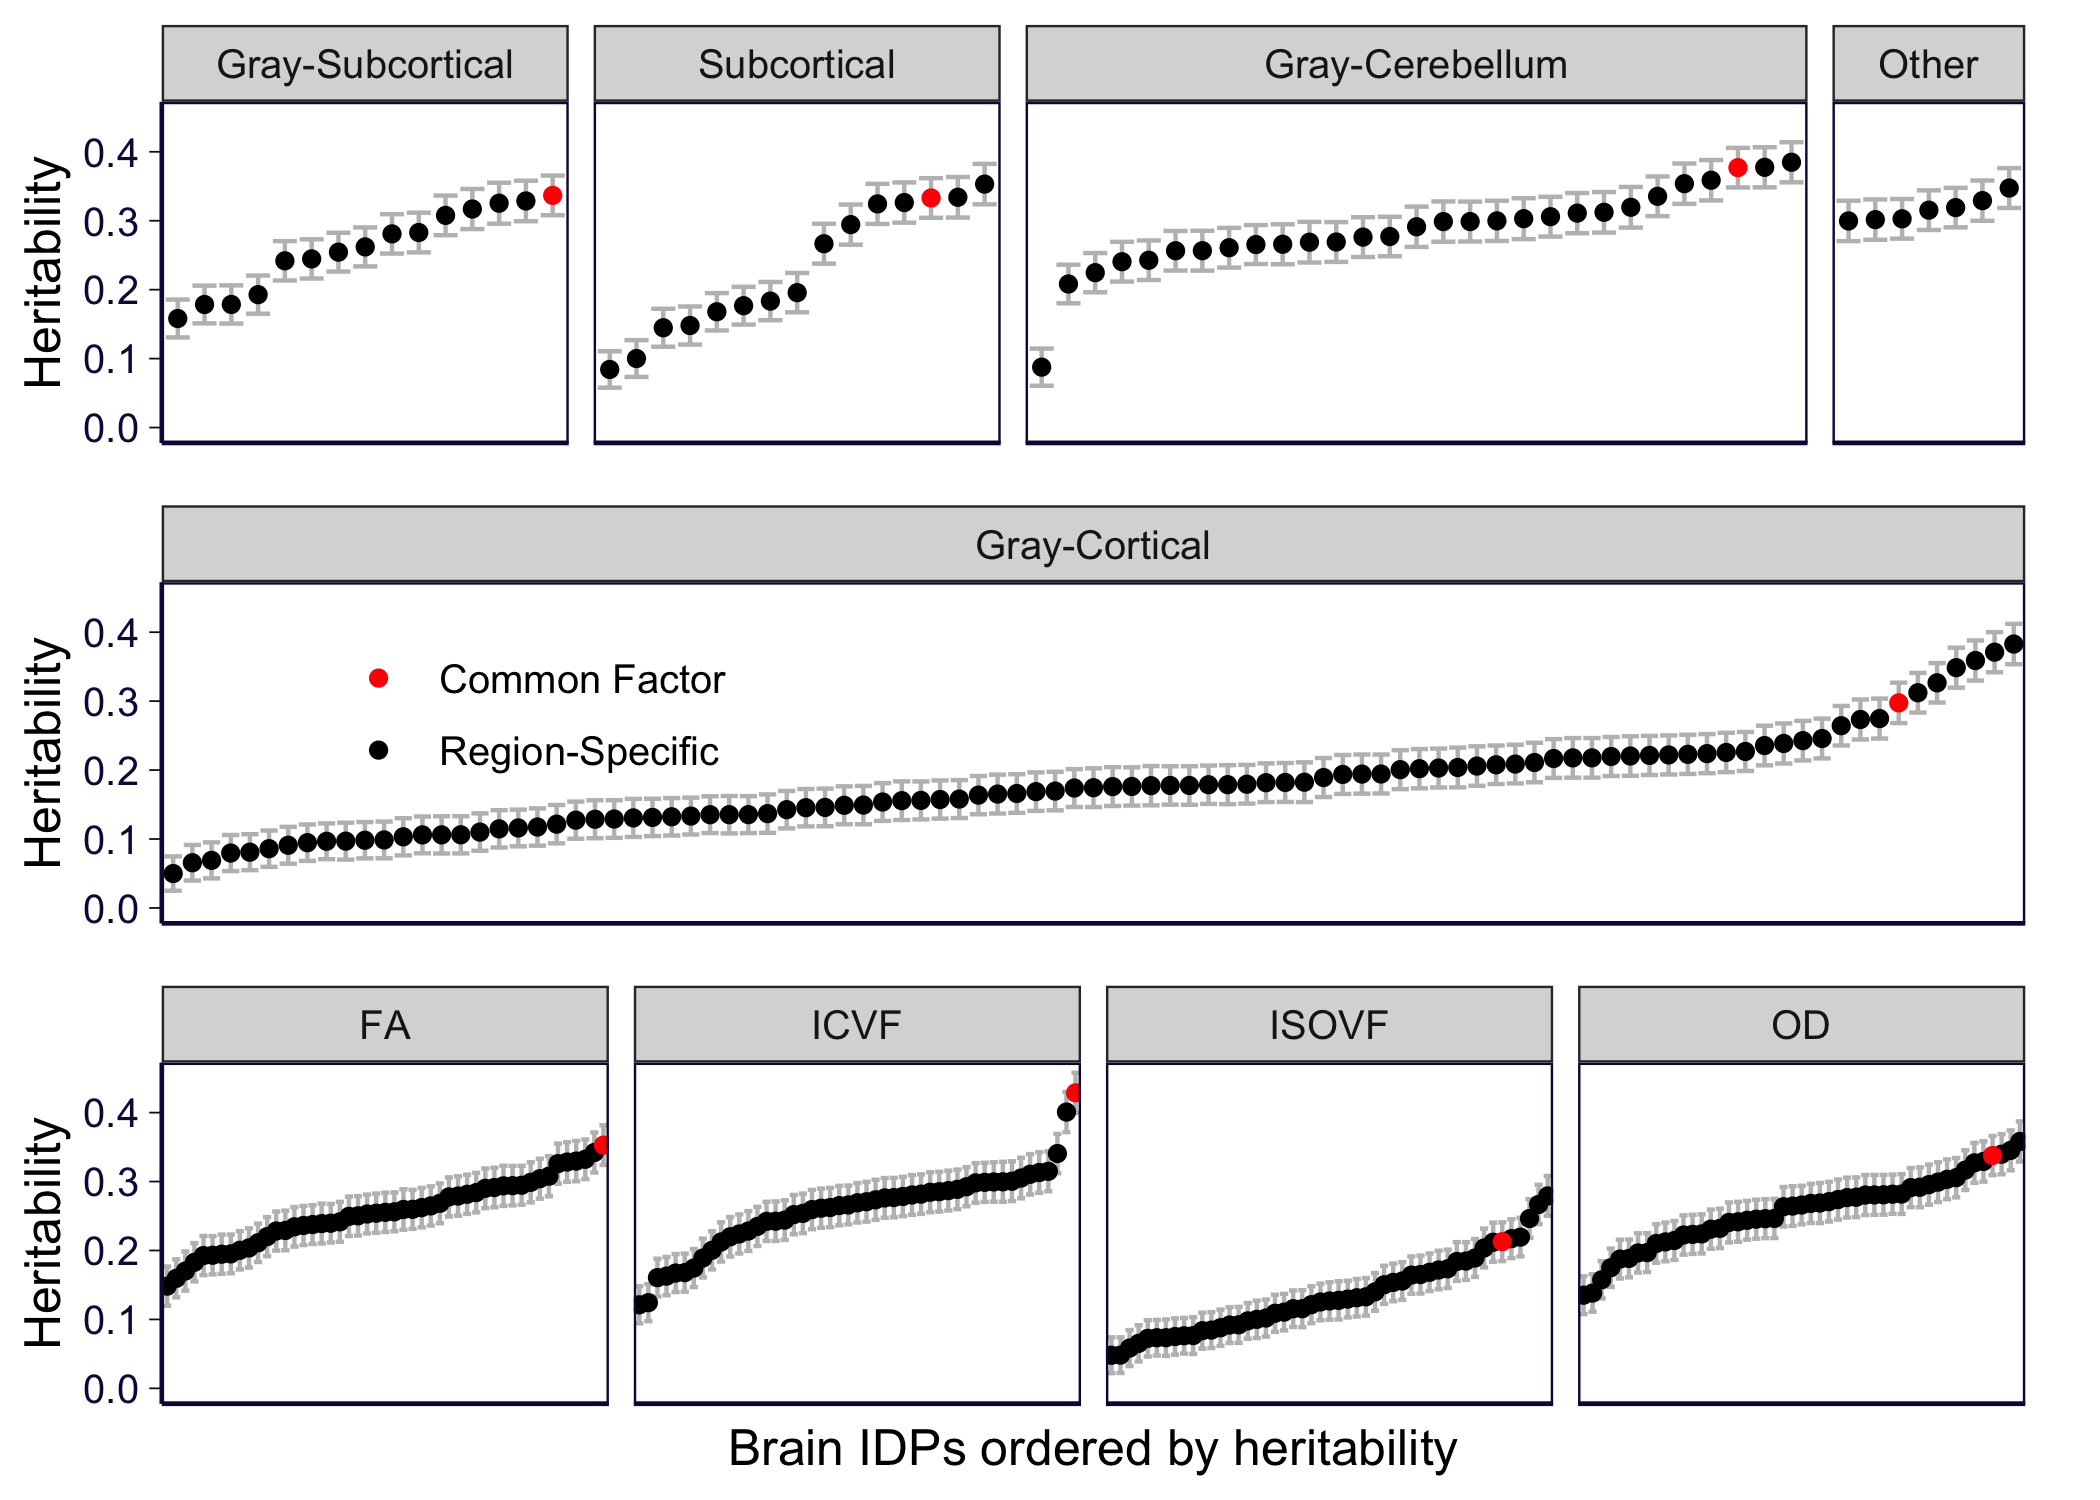 Gray-Subcortical
Subcortical
Gray-Cerebellum
Other
Heritability
0.4
0.3
0.2
0.1
0.0
Gray-Cortical
Heritability
0.4
0.3
0.2
0.1
0.0
Common Factor
Region-Specific
FA
ICVF
ISOVF
OD
Heritability
0.4
0.3
0.2
0.1
0.0
Brain IDPs ordered by heritability